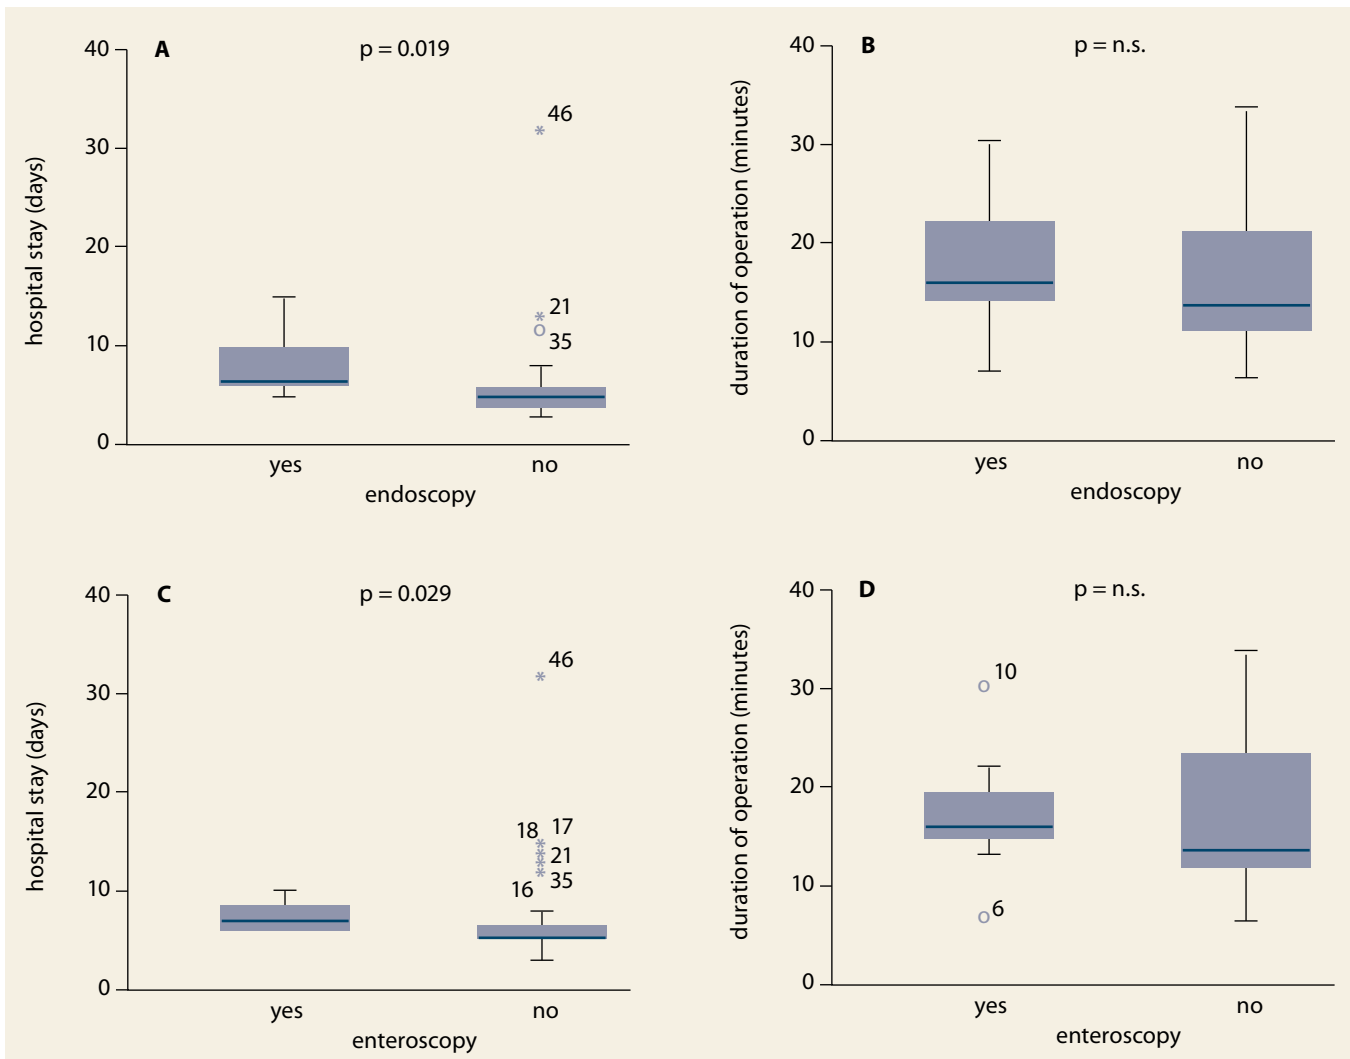 A
p = 0.019
hospital stay (days)
40
30
20
10
0
46
*
21
*
o
35
yes
no
endoscopy
B
p = n.s.
duration of operation (minutes)
40
30
20
10
0
yes
no
endoscopy
C
p = 0.029
hospital stay (days)
40
30
20
10
0
46
*
18
17
*
*
21
*
*
35
16
yes
no
enteroscopy
D
p = n.s.
duration of operation (minutes)
40
30
20
10
0
10
o
6
o
yes
no
enteroscopy